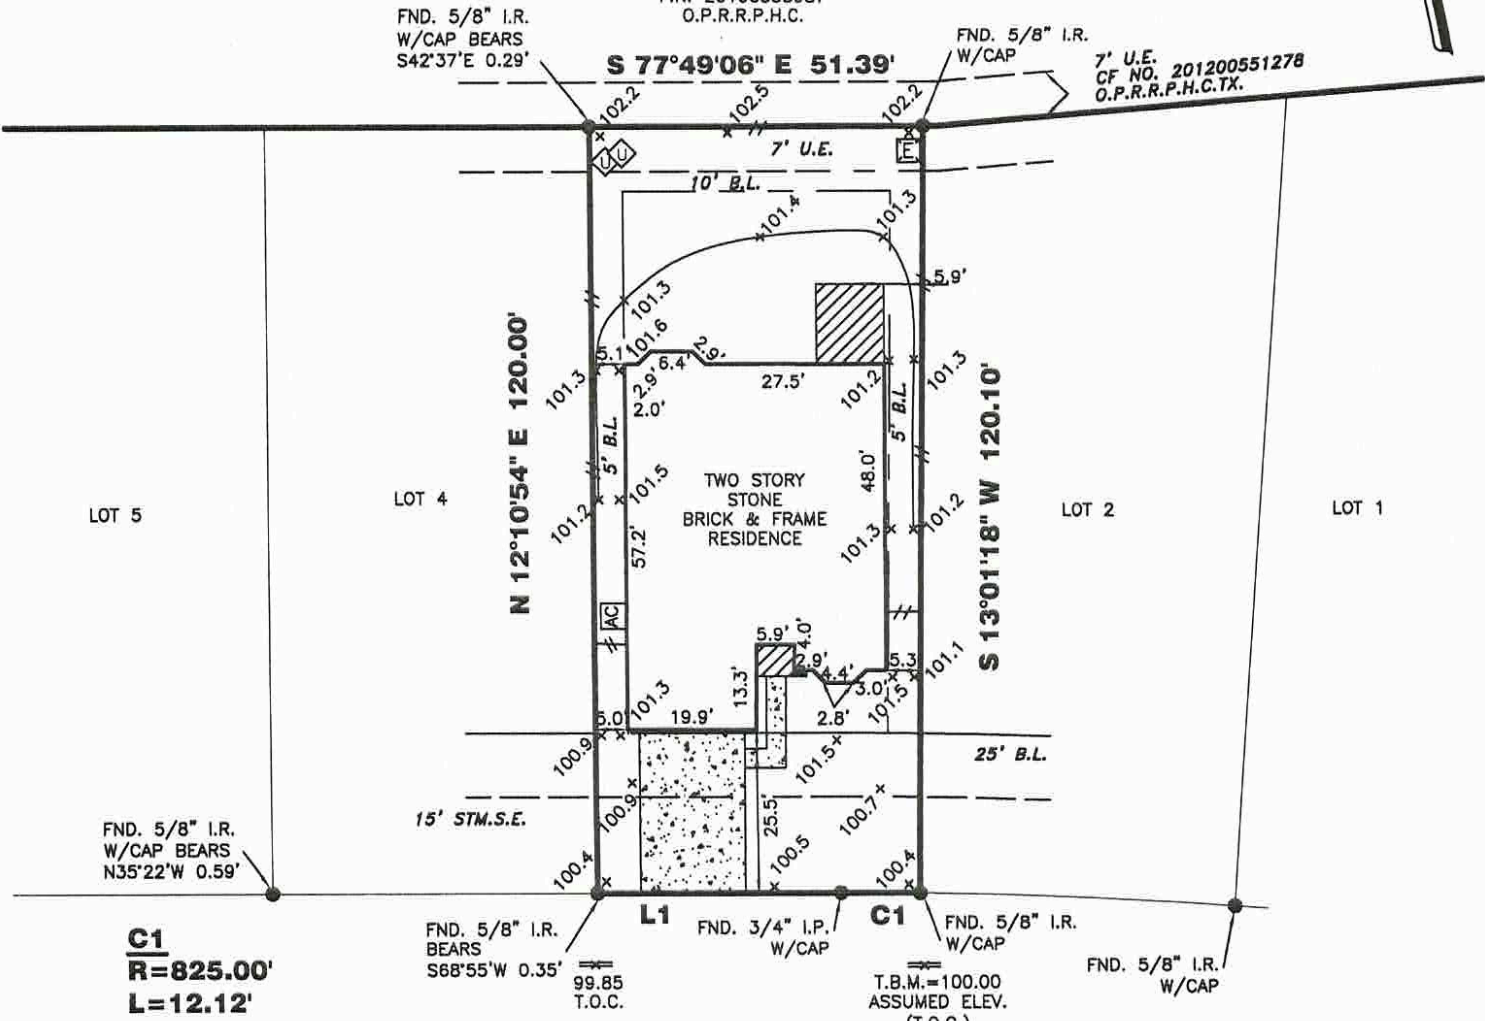 O.P.R.R.P.H.C.
FND. 5/8" I.R.
W/CAP BEARS
S42°37'E 0.29'
S 77°49'06" E 51.39'
FND. 5/8" I.R.
W/CAP
7' U.E.
CF NO. 201200551278
O.P.R.R.P.H.C.TX.
102.2
102.5
102.2
U
U
7' U.E.
E
10' B.L.
101.4
101.3
101.3
5.9'
101.6
5.1'
6.4'
2.9'
101.3
2.9'
2.0'
27.5'
101.2
101.3
5' B.L.
5' B.L.
N 12°10'54" E 120.00'
S 13°01'18" W 120.10'
48.0'
101.5
101.2
57.2'
TWO STORY
STONE
BRICK & FRAME
RESIDENCE
101.3
101.2
LOT 5
LOT 4
LOT 2
LOT 1
AC
5.9'
4.0'
2.9'
4.4'
3.0'
5.3
101.1
101.5
13.3'
2.8'
101.3
5.0'
19.9'
100.9
101.5
25' B.L.
100.9
25.5'
100.7
15' STM.S.E.
100.4
100.5
100.4
FND. 5/8" I.R.
W/CAP BEARS
N35°22'W 0.59'
L1
C1
FND. 5/8" I.R.
BEARS
S68°55'W 0.35'
FND. 3/4" I.P.
W/CAP
FND. 5/8" I.R.
W/CAP
FND. 5/8" I.R.
W/CAP
99.85
T.O.C.
T.B.M.=100.00
ASSUMED ELEV.
C1
R=825.00'
L=12.12'